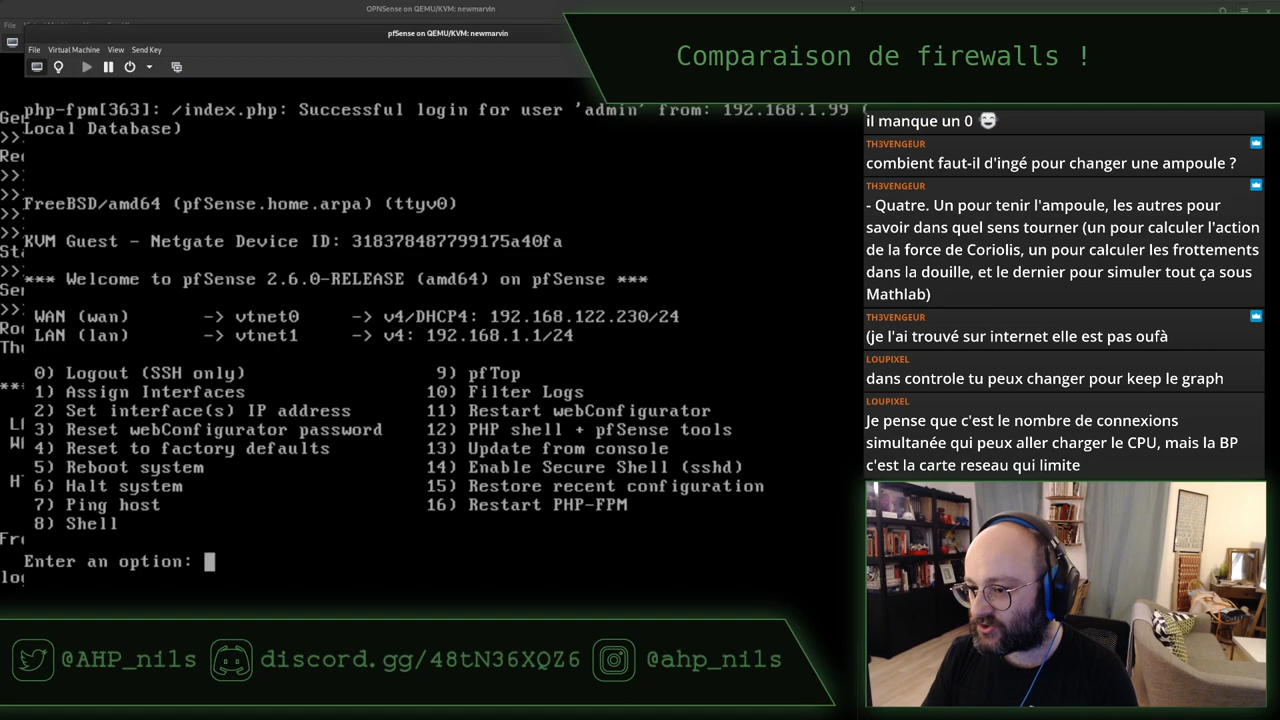 OPNSense on QEMU/KVM: newmarvin
File
pfSense on QEMU/KVM: newmarvin
File Virtual Machine View Send Key
Comparaison de firewalls !
php-fpm[363]: /index.php: Successful login for user 'admin' from: 192.168.1.99 (
Local Database)
FreeBSD/amd64 (pfSense.home.arpa) (ttyv0)
KVM Guest - Netgate Device ID: 318378487799175a40fa
*** Welcome to pfSense 2.6.0-RELEASE (amd64) on pfSense ***
WAN (wan) -> vtnet0 -> v4/DHCP4: 192.168.122.230/24
LAN (lan) -> vtnet1 -> v4: 192.168.1.1/24
0) Logout (SSH only) 9) pfTop
1) Assign Interfaces 10) Filter Logs
2) Set interface(s) IP address 11) Restart webConfigurator
3) Reset webConfigurator password 12) PHP shell + pfSense tools
4) Reset to factory defaults 13) Update from console
5) Reboot system 14) Enable Secure Shell (sshd)
6) Halt system 15) Restore recent configuration
7) Ping host 16) Restart PHP-FPM
8) Shell
Enter an option:
il manque un 0
TH3VENGEUR
combient faut-il d'ingé pour changer une ampoule ?
TH3VENGEUR
- Quatre. Un pour tenir l'ampoule, les autres pour
savoir dans quel sens tourner (un pour calculer l'action
de la force de Coriolis, un pour calculer les frottements
dans la douille, et le dernier pour simuler tout ça sous
Mathlab)
TH3VENGEUR
(je l'ai trouvé sur internet elle est pas oufà
LOUPIXEL
dans controle tu peux changer pour keep le graph
LOUPIXEL
Je pense que c'est le nombre de connexions
simultanée qui peux aller charger le CPU, mais la BP
c'est la carte reseau qui limite
@AHP_nils discord.gg/48tN36XQZ6 @ahp_nils